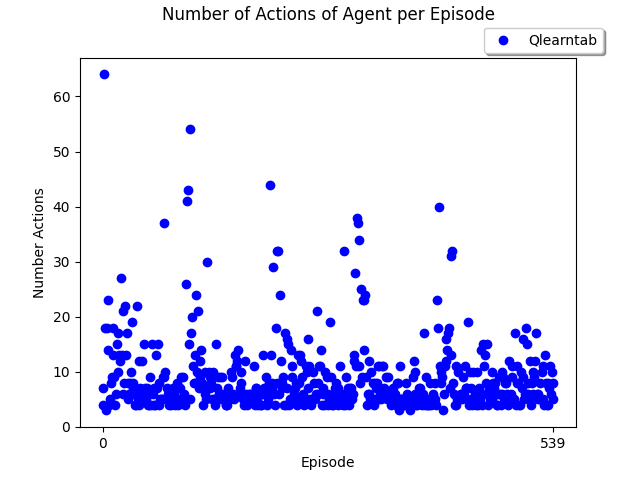 Number of Actions of Agent per Episode
Qlearntab
60
50
40
30
20
10
0
Number Actions
0
539
Episode